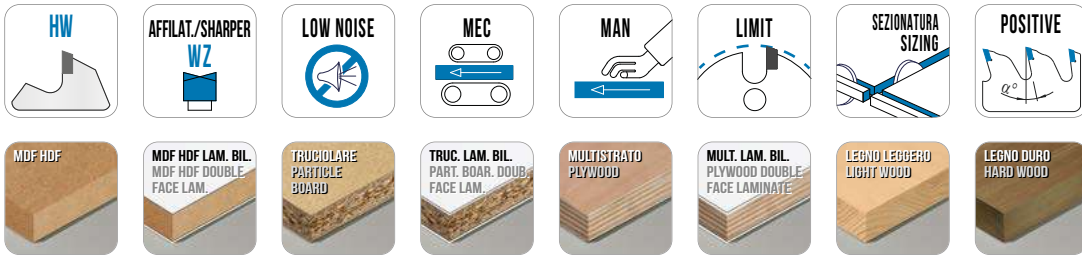 HW
AFFILAT./SHARPER
WZ
LOW NOISE
MEC
MAN
LIMIT
SEZIONATURA
SIZING
POSITIVE
α°
MDF HDF
MDF HDF LAM. BIL.
MDF HDF DOUBLE
FACE LAM.
TRUCIOLARE
PARTICLE
BOARD
TRUC. LAM. BIL.
PART. BOAR. DOUB.
FACE LAM.
MULTISTRATO
PLYWOOD
MULT. LAM. BIL.
PLYWOOD DOUBLE
FACE LAMINATE
LEGNO LEGGERO
LIGHT WOOD
LEGNO DURO
HARD WOOD